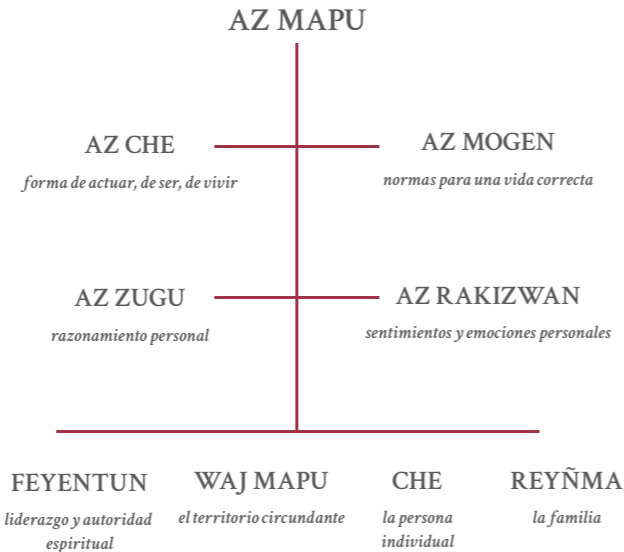 AZ MAPU
AZ CHE
forma de actuar, de ser, de vivir
AZ MOGEN
normas para una vida correcta
AZ ZUGU
razonamiento personal
AZ RAKIZWAN
sentimientos y emociones personales
FEYENTUN
liderazgo y autoridad
espiritual
WAJ MAPU
el territorio circundante
CHE
la persona
individual
REYÑMA
la familia